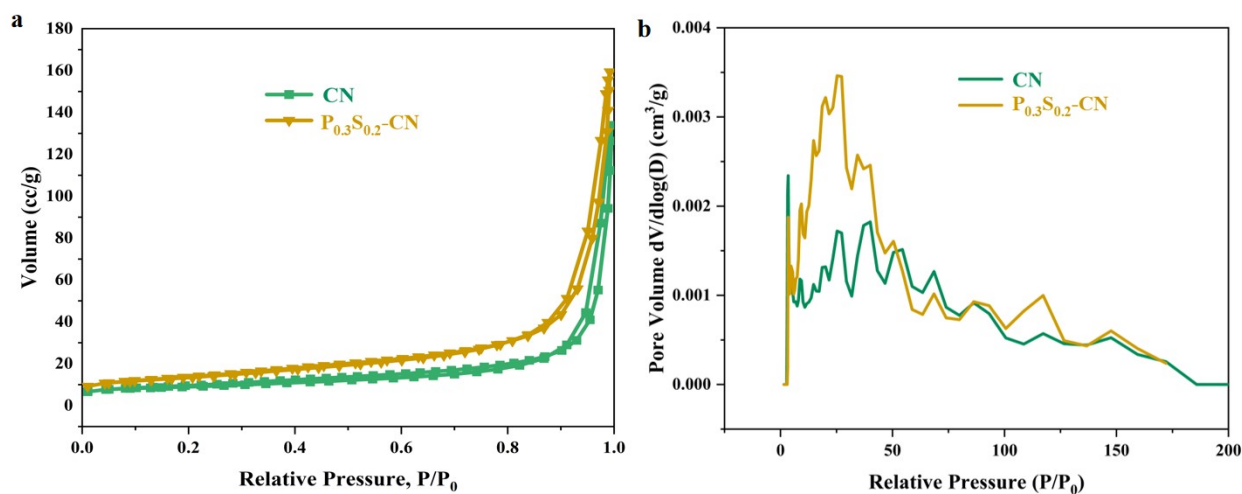 a
180
160
140
120
100
80
60
40
20
0
Volume (cc/g)
CN
P0.3S0.2-CN
0.0 0.2 0.4 0.6 0.8 1.0
Relative Pressure, P/P0
b
0.004
0.003
0.002
0.001
0.000
Pore Volume dV/dlog(D) (cm³/g)
CN
P0.3S0.2-CN
0 50 100 150 200
Relative Pressure (P/P0)